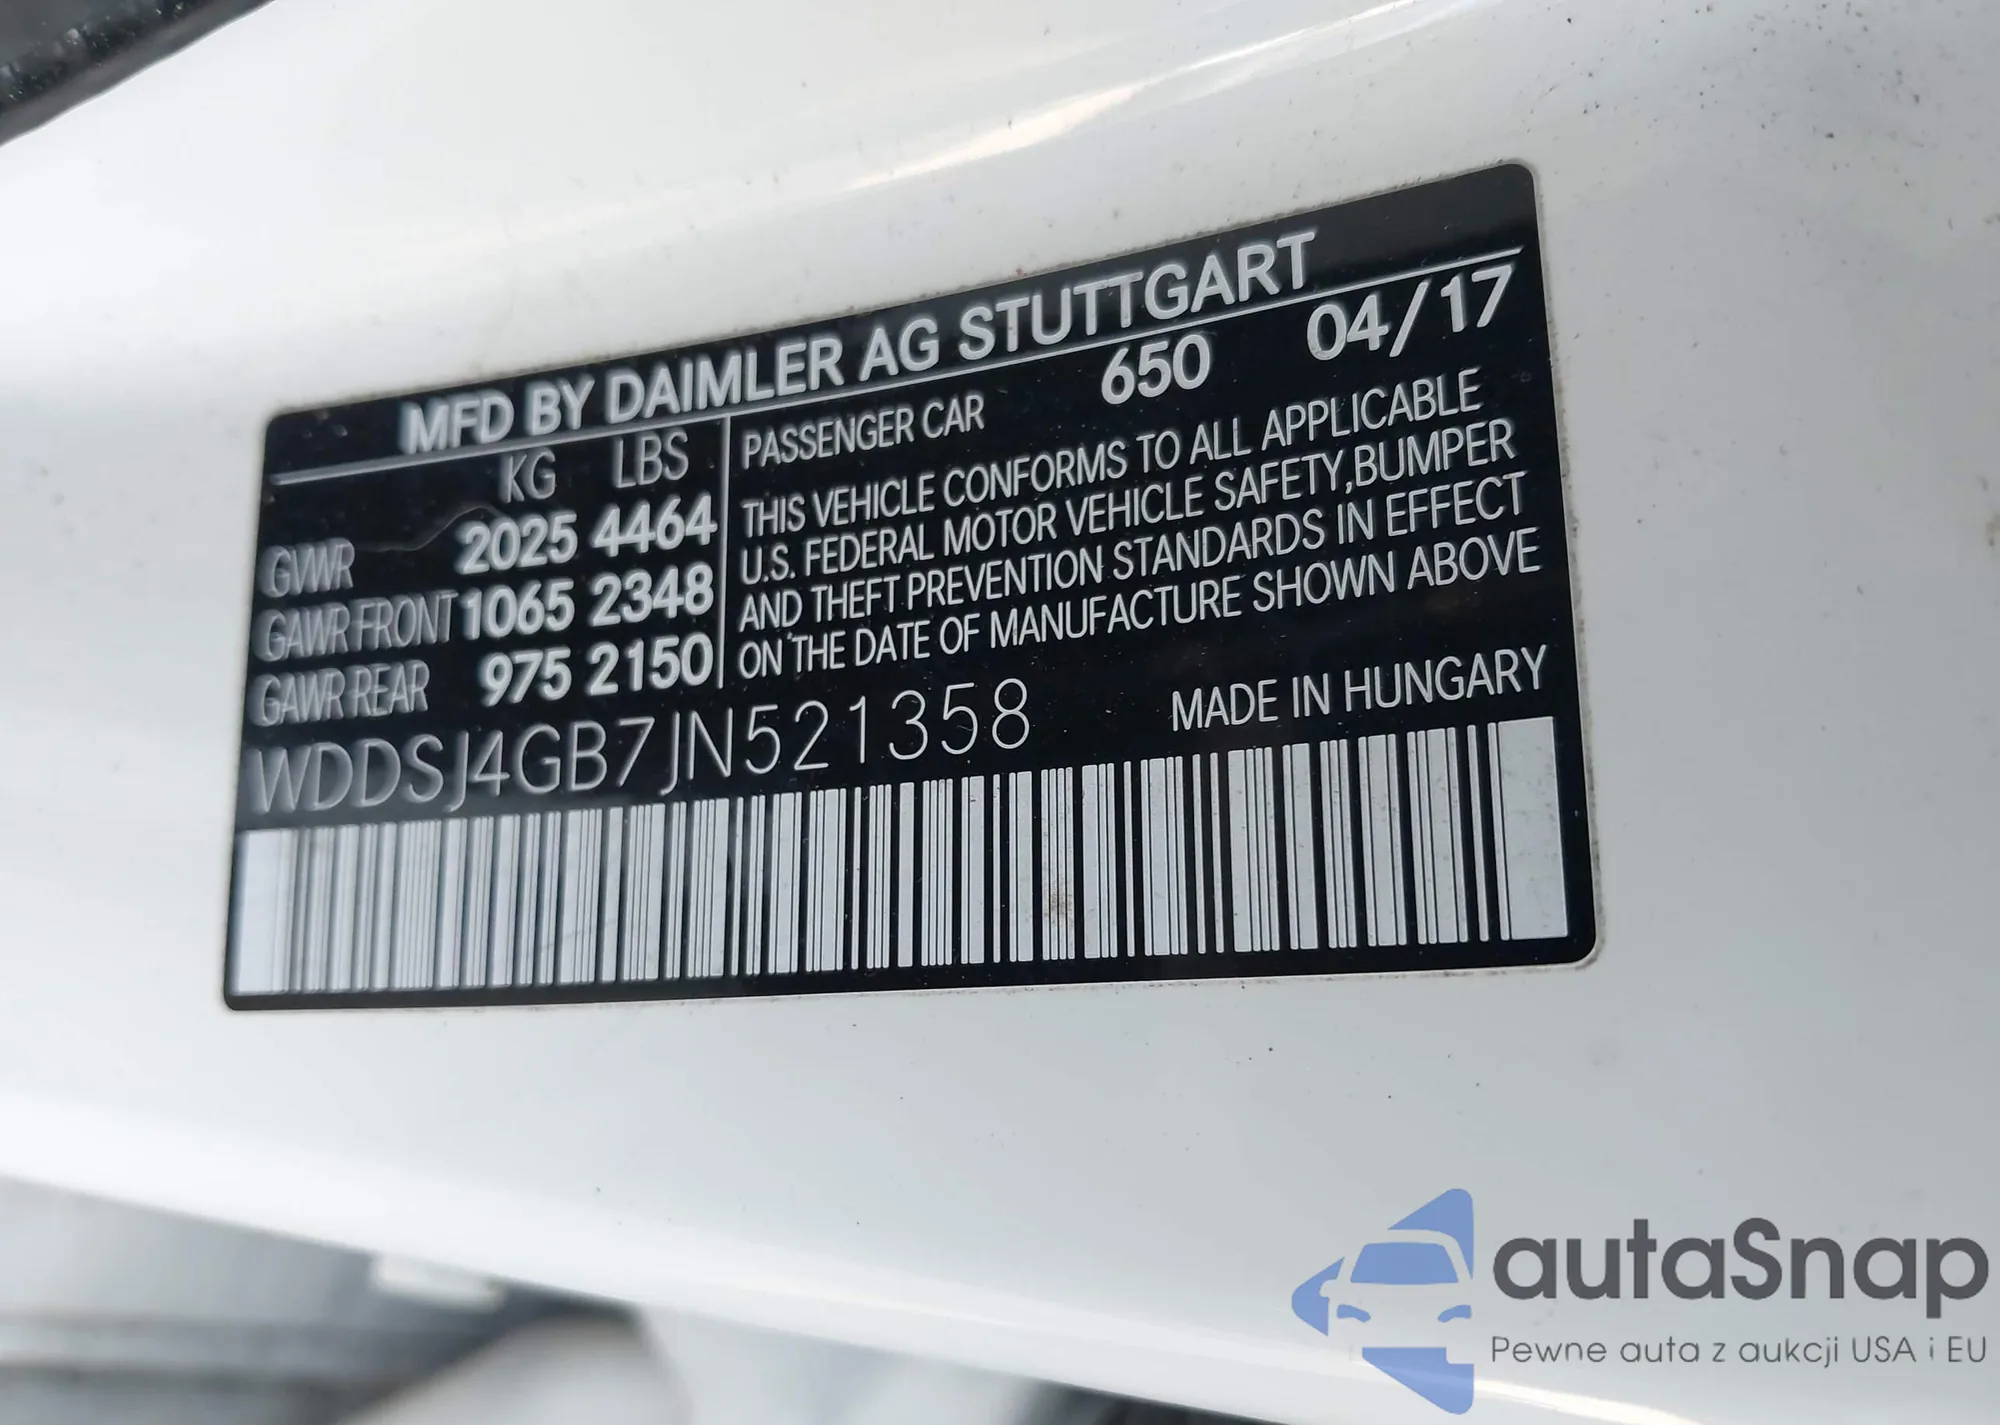 MFD BY DAIMLER AG STUTTGART
KG LBS
GVWR 2025 4464
GAWR FRONT 1065 2348
GAWR REAR 975 2150
PASSENGER CAR 650 04/17
THIS VEHICLE CONFORMS TO ALL APPLICABLE
U.S. FEDERAL MOTOR VEHICLE SAFETY,BUMPER
AND THEFT PREVENTION STANDARDS IN EFFECT
ON THE DATE OF MANUFACTURE SHOWN ABOVE
WDDSJ4GB7JN521358 MADE IN HUNGARY
autaSnap
Pewne auta z aukcji USA i EU